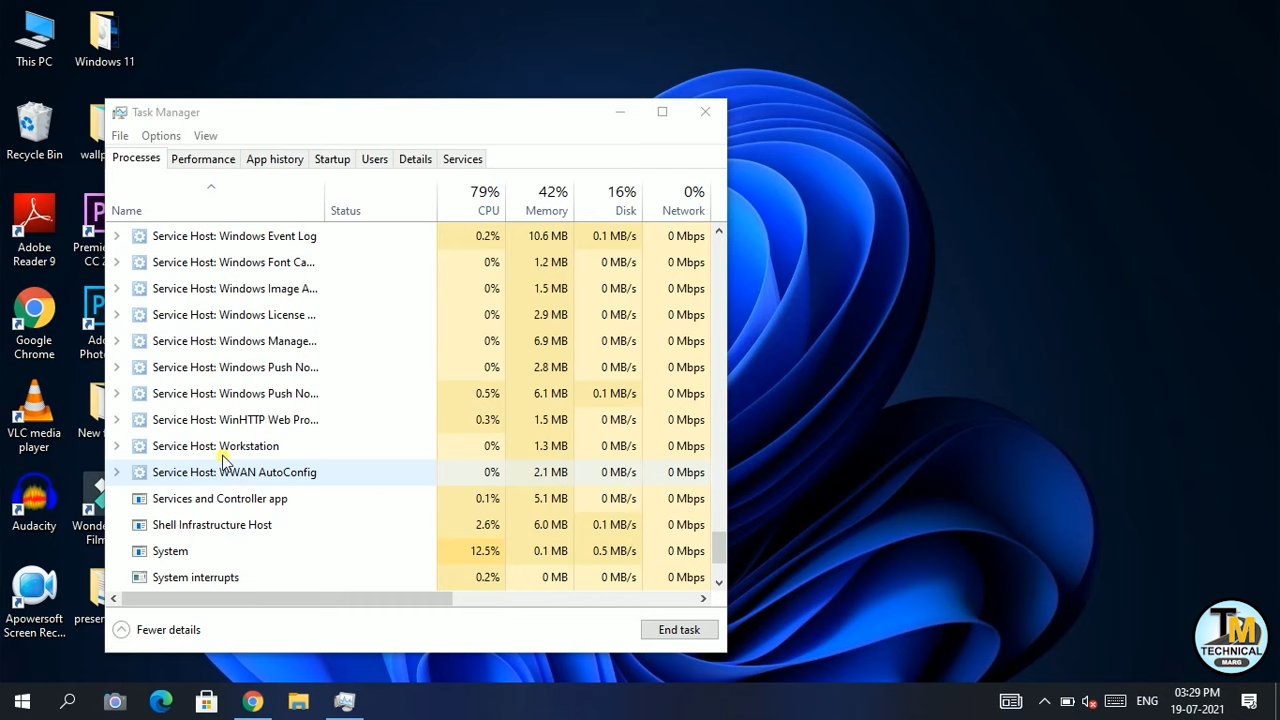 This PC
Windows 11
Recycle Bin
wallp
Adobe
Reader 9
Premie
CC 2
Google
Chrome
Ado
Phot
VLC media
player
New f
Audacity
Wonde
Film
Apowersoft
Screen Rec...
presen
Task Manager
File Options View
Processes Performance App history Startup Users Details Services
79% 42% 16% 0%
Name Status CPU Memory Disk Network
Service Host: Windows Event Log 0.2% 10.6 MB 0.1 MB/s 0 Mbps
Service Host: Windows Font Ca... 0% 1.2 MB 0 MB/s 0 Mbps
Service Host: Windows Image A... 0% 1.5 MB 0 MB/s 0 Mbps
Service Host: Windows License ... 0% 2.9 MB 0 MB/s 0 Mbps
Service Host: Windows Manage... 0% 6.9 MB 0 MB/s 0 Mbps
Service Host: Windows Push No... 0% 2.8 MB 0 MB/s 0 Mbps
Service Host: Windows Push No... 0.5% 6.1 MB 0.1 MB/s 0 Mbps
Service Host: WinHTTP Web Pro... 0.3% 1.5 MB 0 MB/s 0 Mbps
Service Host: Workstation 0% 1.3 MB 0 MB/s 0 Mbps
Service Host: WWAN AutoConfig 0% 2.1 MB 0 MB/s 0 Mbps
Services and Controller app 0.1% 5.1 MB 0 MB/s 0 Mbps
Shell Infrastructure Host 2.6% 6.0 MB 0.1 MB/s 0 Mbps
System 12.5% 0.1 MB 0.5 MB/s 0 Mbps
System interrupts 0.2% 0 MB 0 MB/s 0 Mbps
Fewer details End task
TM
TECHNICAL
MARG
ENG
03:29 PM
19-07-2021